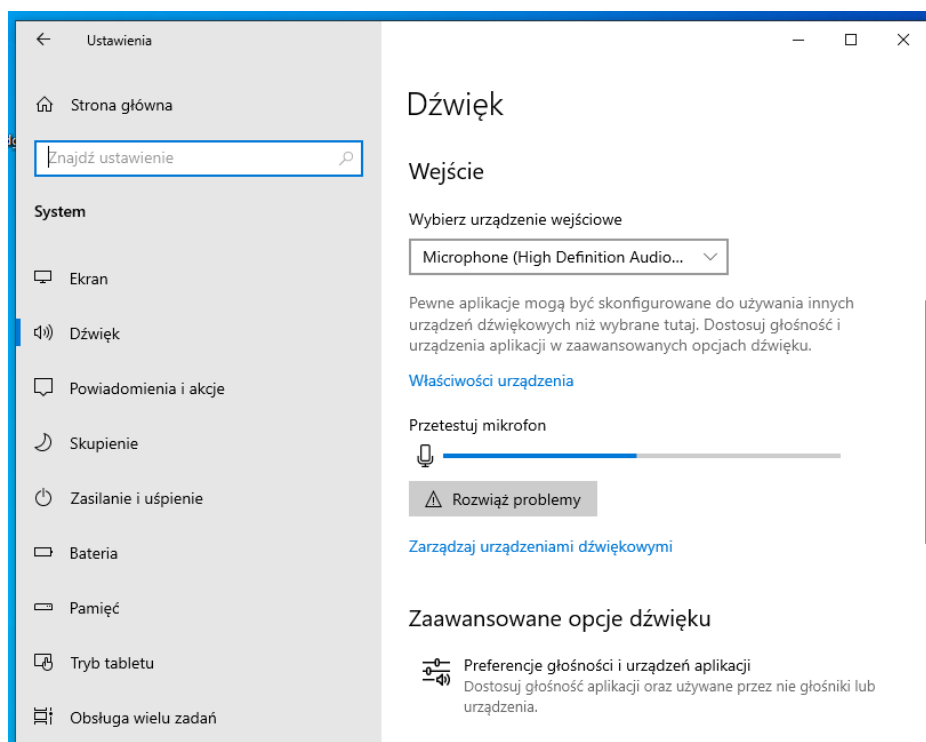 Ustawienia
Strona główna
Znajdź ustawienie
System
Ekran
Dźwięk
Powiadomienia i akcje
Skupienie
Zasilanie i uśpienie
Bateria
Pamięć
Tryb tabletu
Obsługa wielu zadań
Dźwięk
Wejście
Wybierz urządzenie wejściowe
Microphone (High Definition Audio...
Pewne aplikacje mogą być skonfigurowane do używania innych
urządzeń dźwiękowych niż wybrane tutaj. Dostosuj głośność i
urządzenia aplikacji w zaawansowanych opcjach dźwięku.
Właściwości urządzenia
Przetestuj mikrofon
Rozwiąż problemy
Zarządzaj urządzeniami dźwiękowymi
Zaawansowane opcje dźwięku
Preferencje głośności i urządzeń aplikacji
Dostosuj głośność aplikacji oraz używane przez nie głośniki lub
urządzenia.